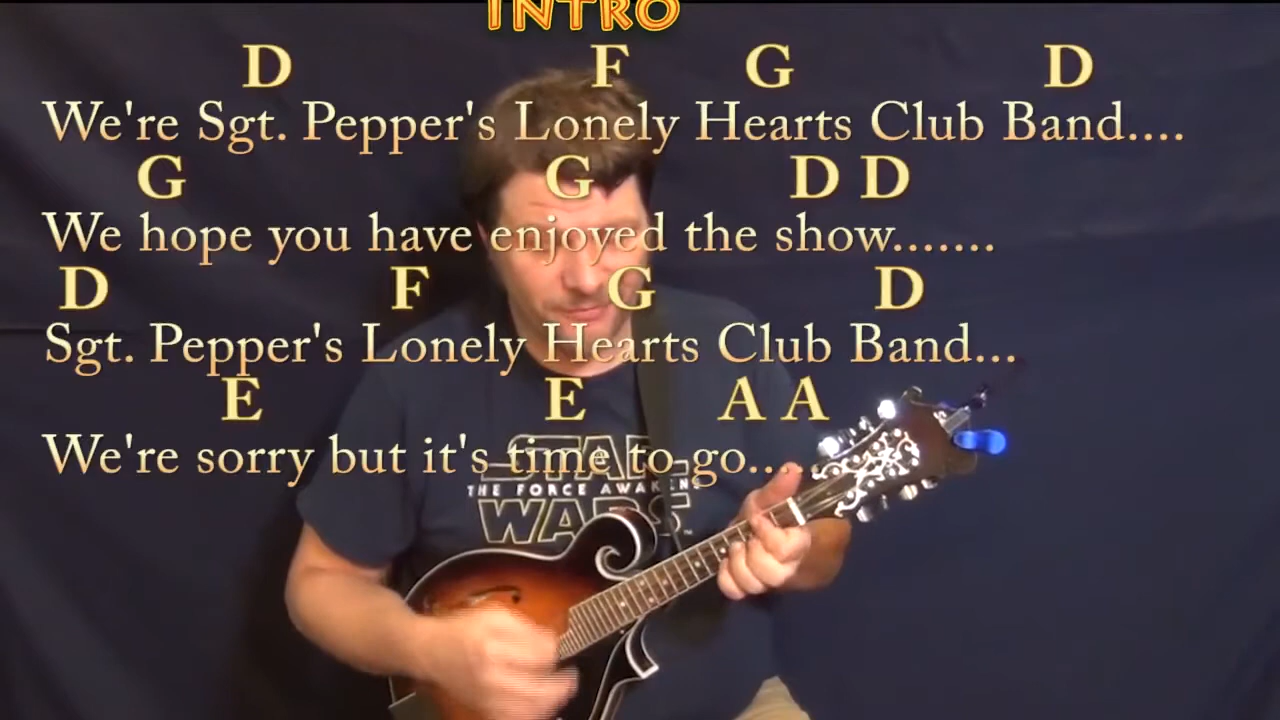 INTRO
D F G D
We're Sgt. Pepper's Lonely Hearts Club Band....
G G D D
We hope you have enjoyed the show.......
D F G D
Sgt. Pepper's Lonely Hearts Club Band...
E E A A
We're sorry but it's time to go.....
STAR
THE FORCE AWAKENS
WARS